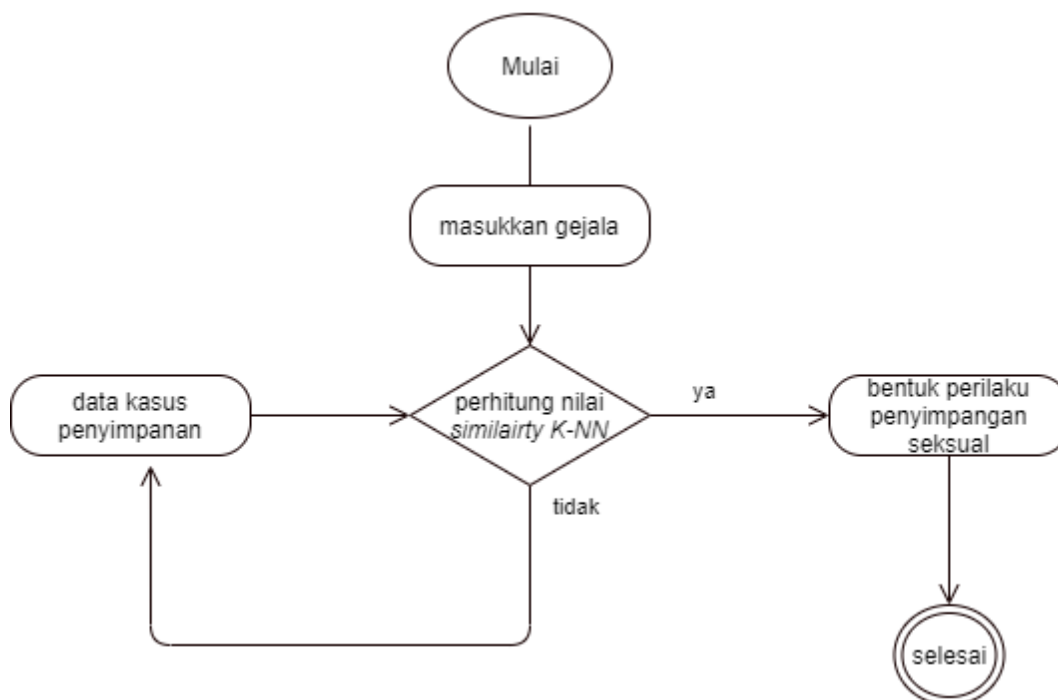 Mulai
masukkan gejala
data kasus
penyimpanan
perhitung nilai
similairty K-NN
ya
bentuk perilaku
penyimpangan
seksual
tidak
selesai